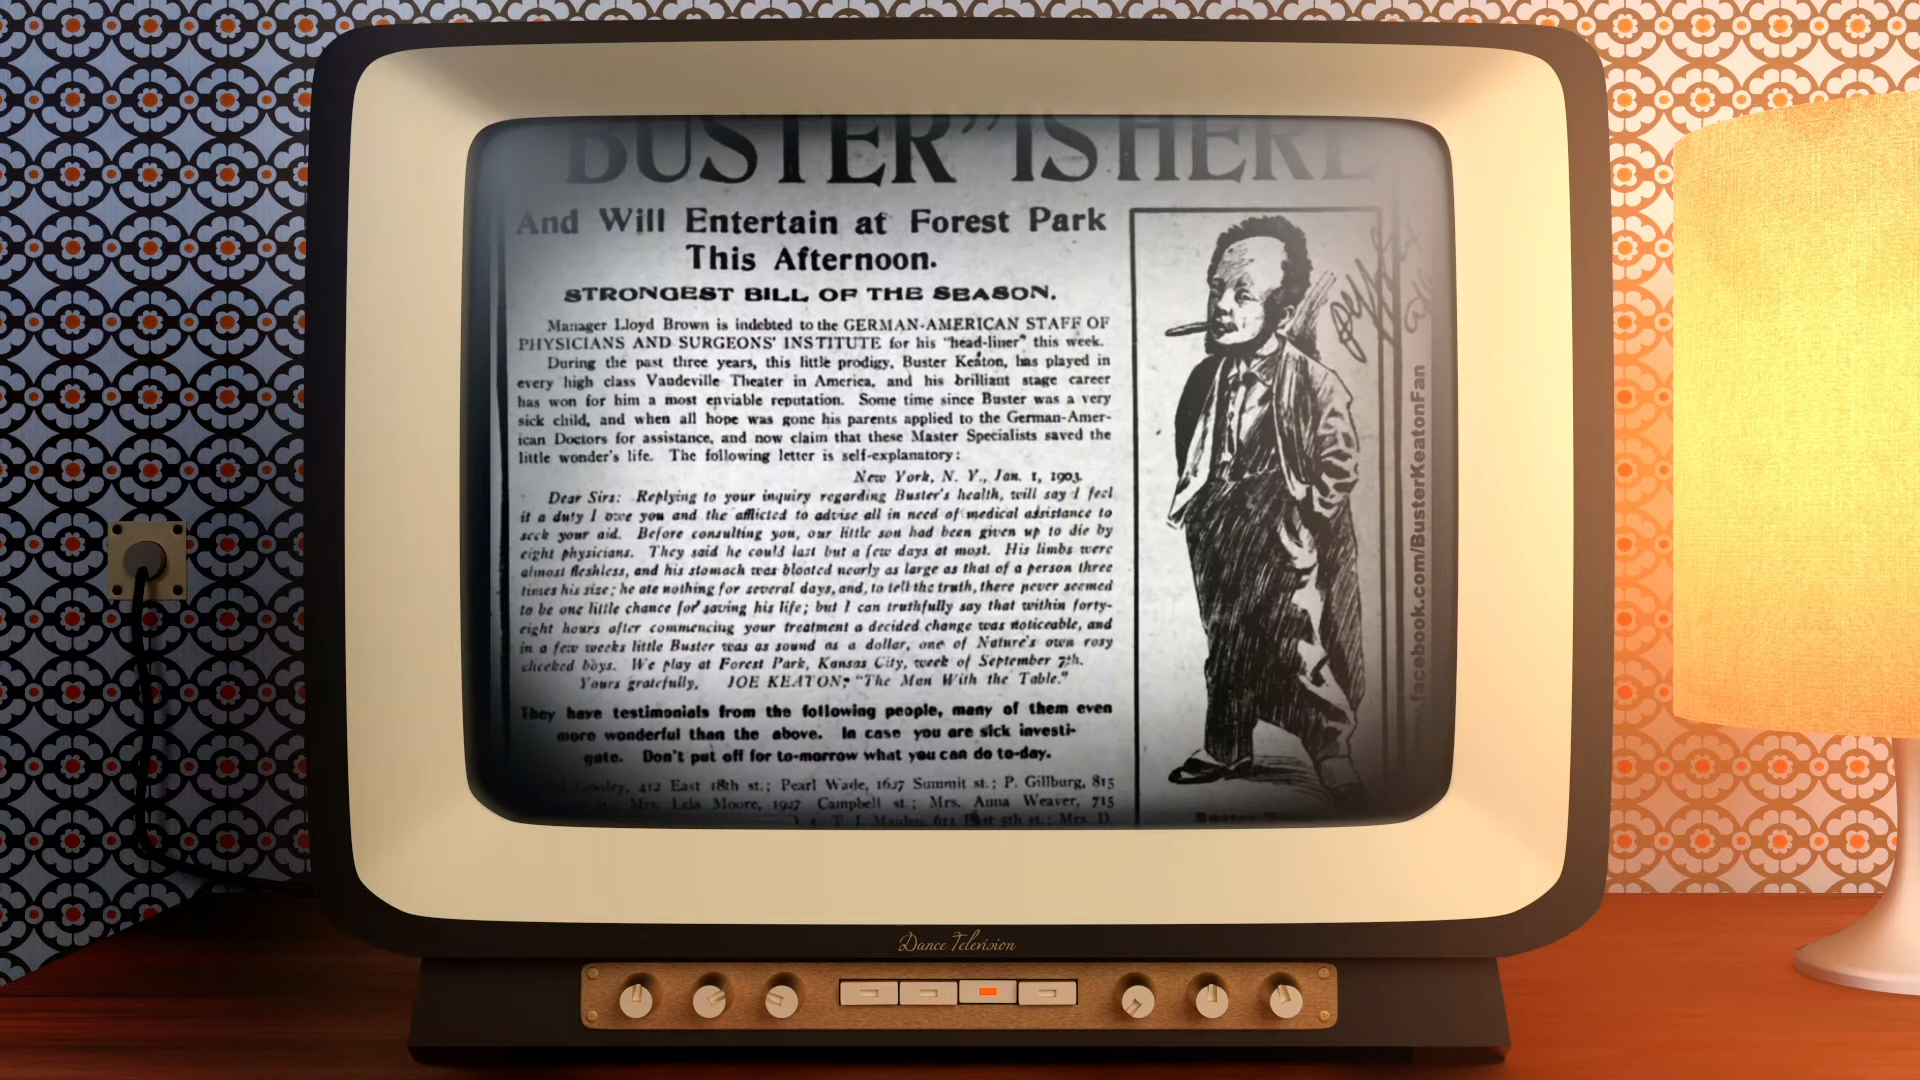 "BUSTER" IS HERE
And Will Entertain at Forest Park
This Afternoon.
STRONGEST BILL OF THE SEASON.
Manager Lloyd Brown is indebted to the GERMAN-AMERICAN STAFF OF
PHYSICIANS AND SURGEONS' INSTITUTE for his "head-liner" this week.
During the past three years, this little prodigy, Buster Keaton, has played in
every high class Vaudeville Theater in America, and his brilliant stage career
has won for him a most enviable reputation. Some time since Buster was a very
sick child, and when all hope was gone his parents applied to the German-Amer-
ican Doctors for assistance, and now claim that these Master Specialists saved the
little wonder's life. The following letter is self-explanatory:
New York, N. Y., Jan. 1, 1903.
Dear Sirs: Replying to your inquiry regarding Buster's health, will say I feel
it a duty I owe you and the afflicted to advise all in need of medical assistance to
seek your aid. Before consulting you, our little son had been given up to die by
eight physicians. They said he could last but a few days at most. His limbs were
almost fleshless, and his stomach was bloated nearly as large as that of a person three
times his size; he ate nothing for several days, and, to tell the truth, there never seemed
to be one little chance for saving his life; but I can truthfully say that within forty-
eight hours after commencing your treatment a decided change was noticeable, and
in a few weeks little Buster was as sound as a dollar, one of Nature's own rosy
cheeked boys. We play at Forest Park, Kansas City, week of September 7th.
Yours gratefully, JOE KEATON, "The Man With the Table."
They have testimonials from the following people, many of them even
more wonderful than the above. In case you are sick investi-
gate. Don't put off for to-morrow what you can do to-day.
412 East 18th st.; Pearl Wade, 1627 Summit st.; P. Gillburg, 815
Mrs. Lela Moore, 1927 Campbell st.; Mrs. Anna Weaver, 715
611 East 5th st.; Mrs. D.
Buster
.facebook.com/BusterKeatonFan
Dance Television